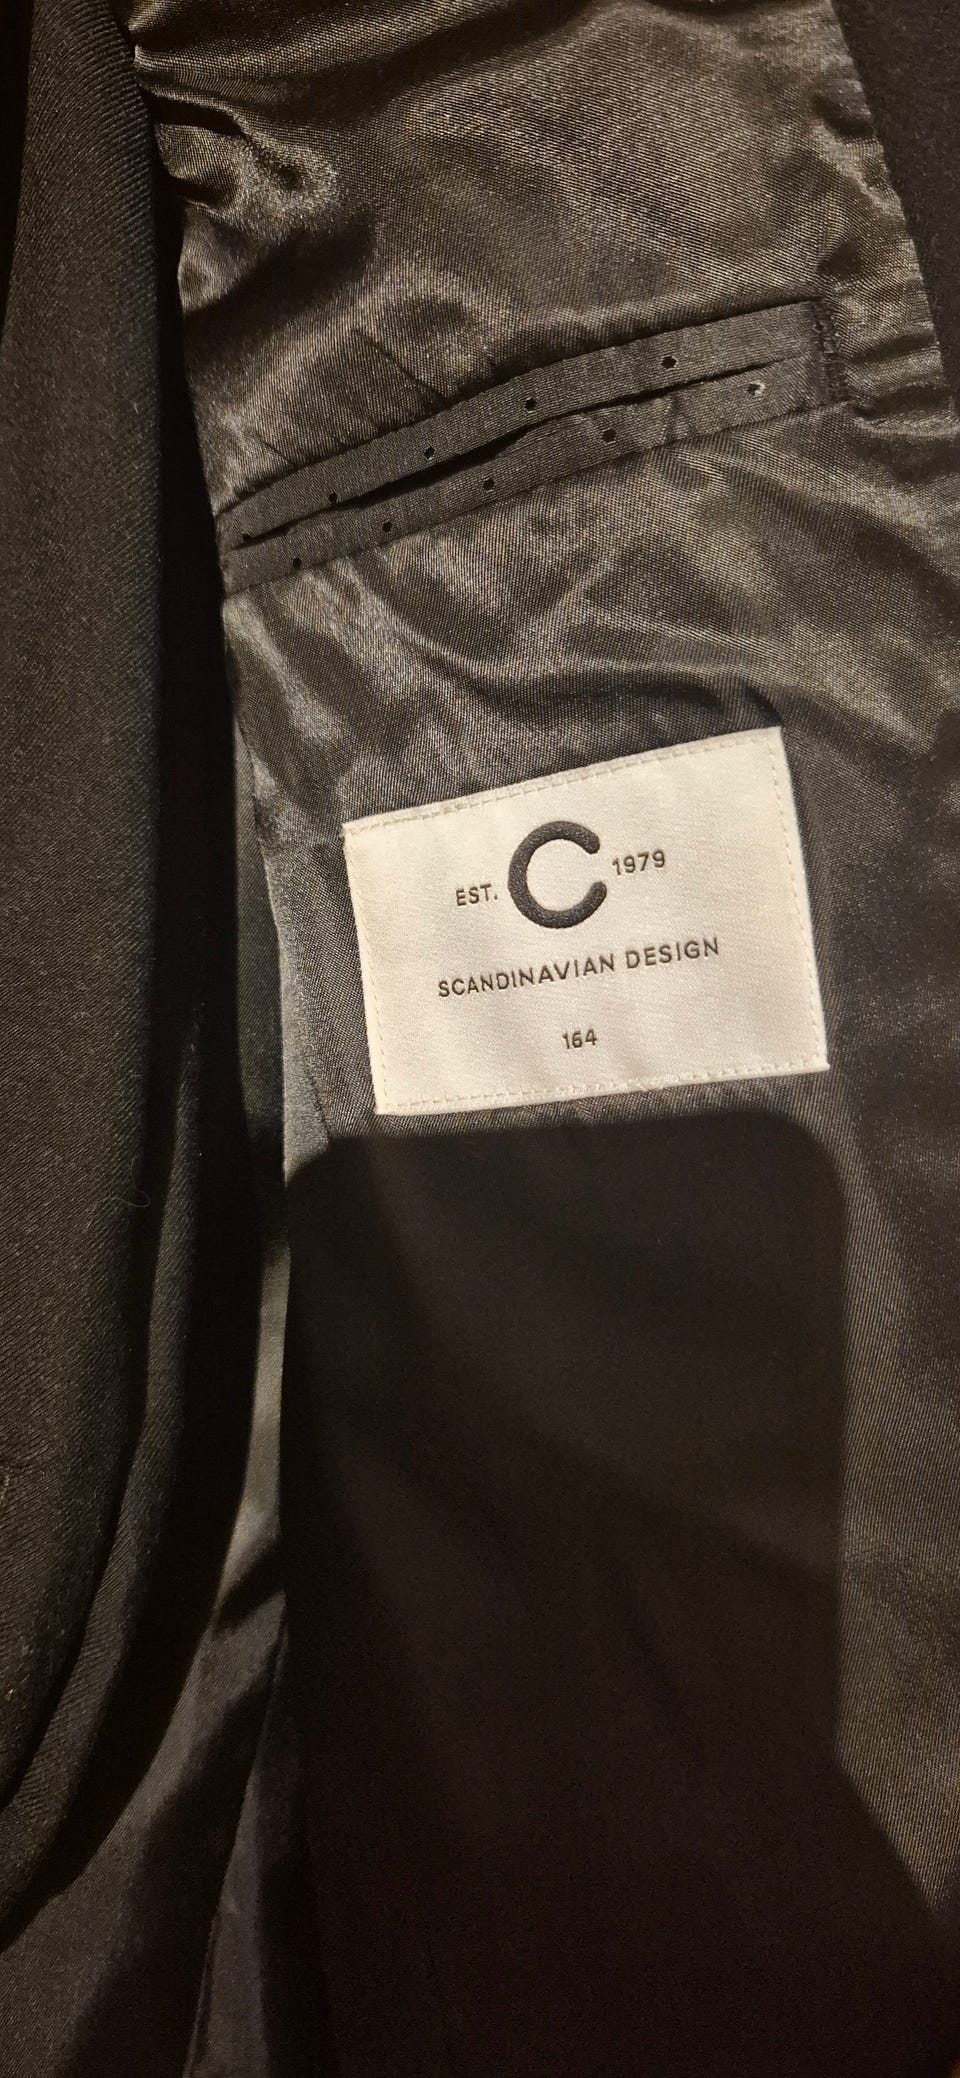 EST. C 1979
SCANDINAVIAN DESIGN
164